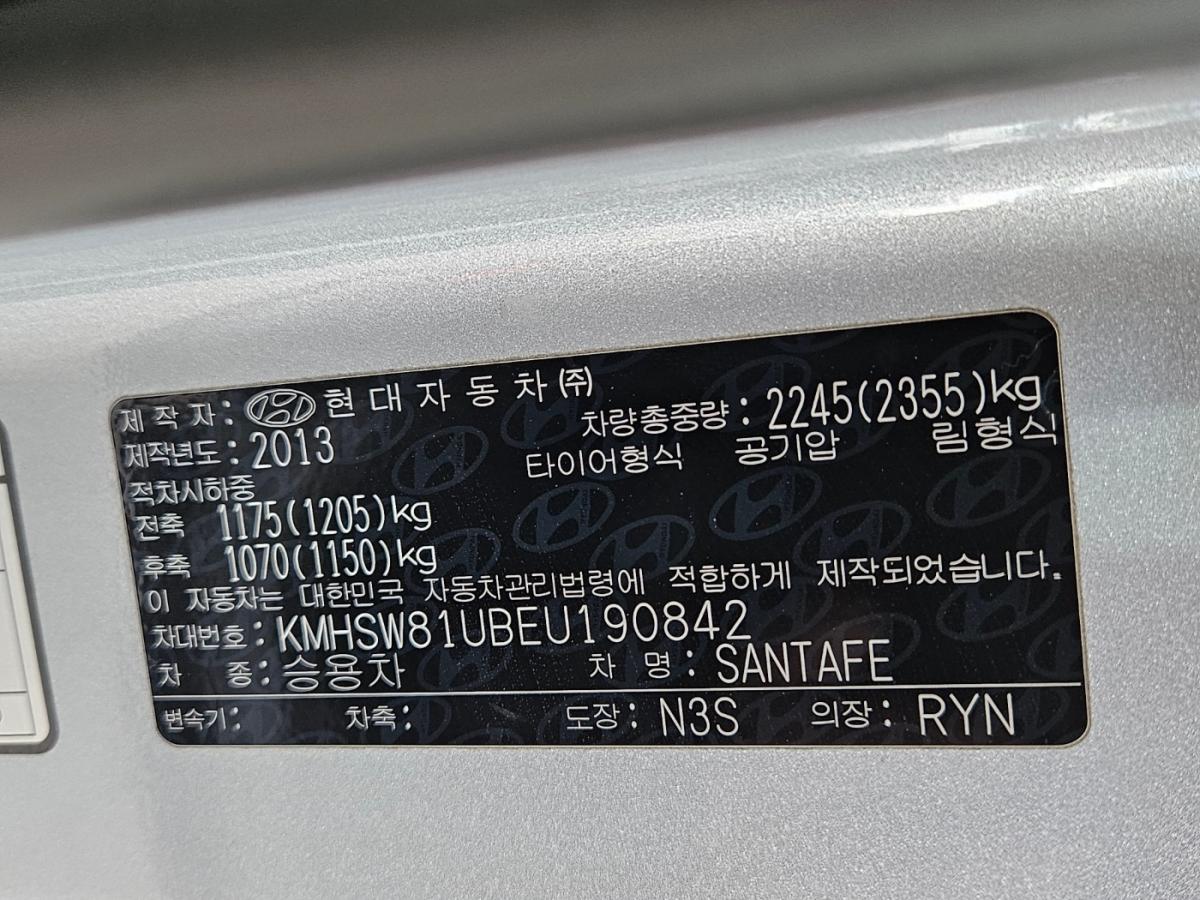 제 작 자 : 현 대 자 동 차 ㈜
차량총중량 : 2245(2355)kg
제작년도 : 2013
타이어형식 공기압 림형식
적차시하중
전축 1175(1205)kg
후축 1070(1150)kg
이 자동차는 대한민국 자동차관리법령에 적합하게 제작되었습니다.
차대번호 : KMHSW81UBEU190842
차 종 : 승용차 차 명 : SANTAFE
변속기: 차축: 도장: N3S 의장: RYN